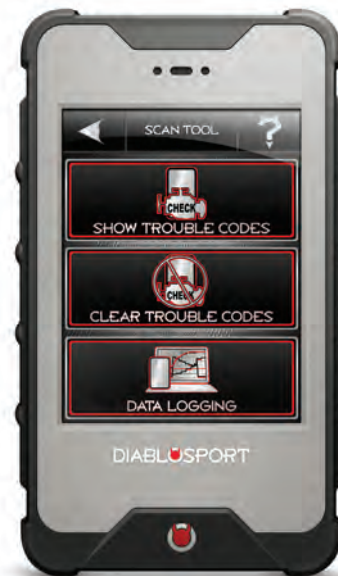 SCAN TOOL
?
CHECK
SHOW TROUBLE CODES
CHECK
CLEAR TROUBLE CODES
DATA LOGGING
DIABLOSPORT